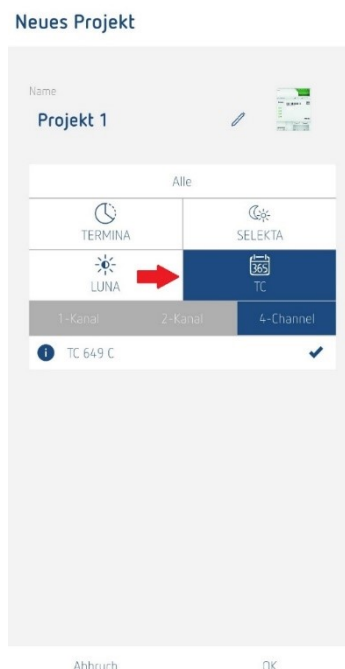 Neues Projekt
Name
Projekt 1
Alle
TERMINA
SELEKTA
LUNA
365
TC
1-Kanal 2-Kanal 4-Channel
TC 649 C
Abbruch OK